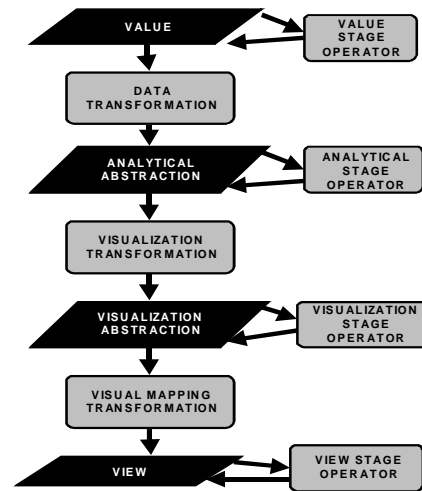 VALUE
VALUE
STAGE
OPERATOR
DATA
TRANSFORMATION
ANALYTICAL
ABSTRACTION
ANALYTICAL
STAGE
OPERATOR
VISUALIZATION
TRANSFORMATION
VISUALIZATION
ABSTRACTION
VISUALIZATION
STAGE
OPERATOR
VISUAL MAPPING
TRANSFORMATION
VIEW
VIEW STAGE
OPERATOR